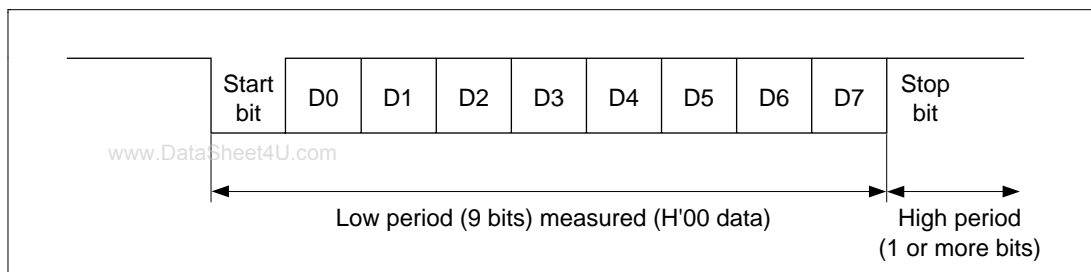 Start bit
D0
D1
D2
D3
D4
D5
D6
D7
Stop bit
www.DataSheet4U.com
Low period (9 bits) measured (H'00 data)
High period
(1 or more bits)